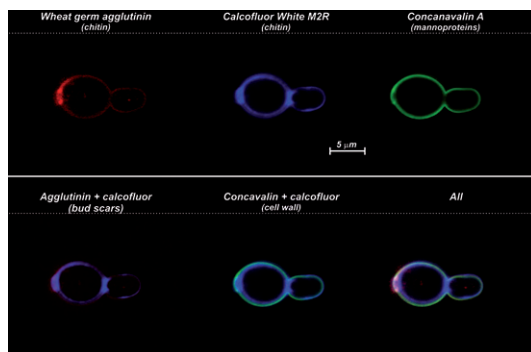 Wheat germ agglutinin
(chitin)
Calcofluor White M2R
(chitin)
Concanavalin A
(mannoproteins)
5 µm
Agglutinin + calcofluor
(bud scars)
Concavalin + calcofluor
(cell wall)
All